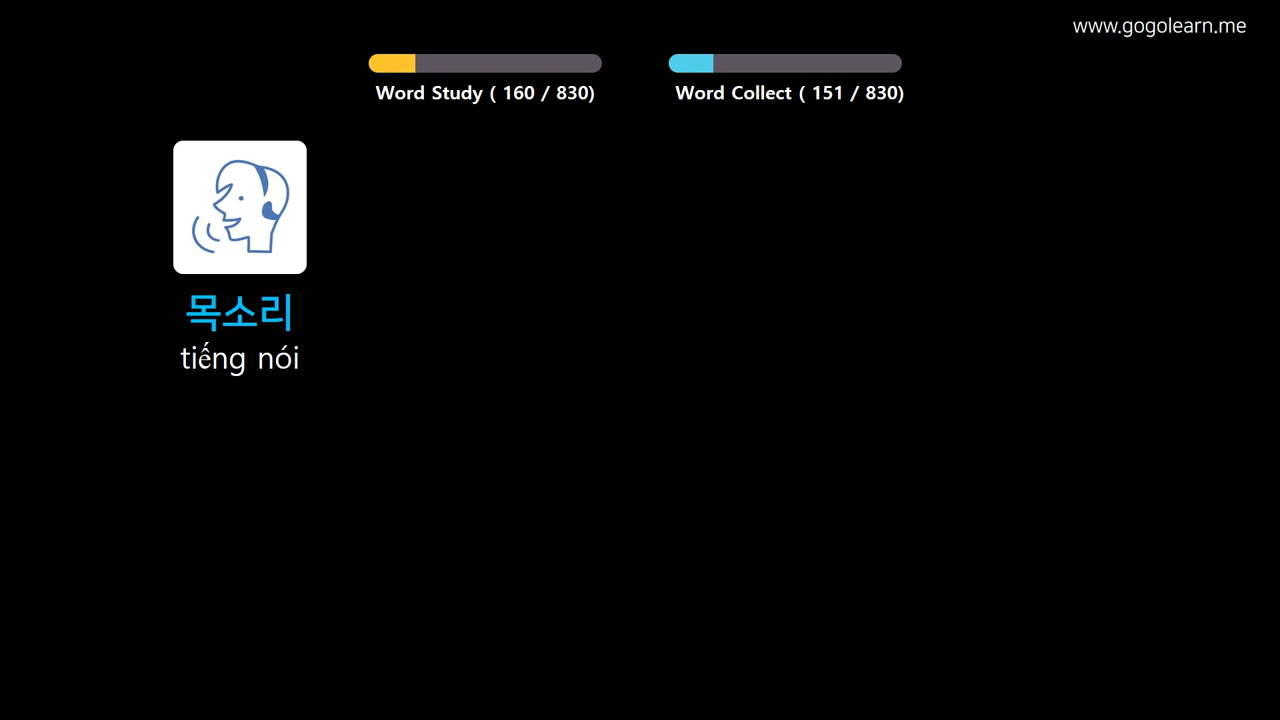 www.gogolearn.me
Word Study ( 160 / 830)
Word Collect ( 151 / 830)
목소리
tiếng nói